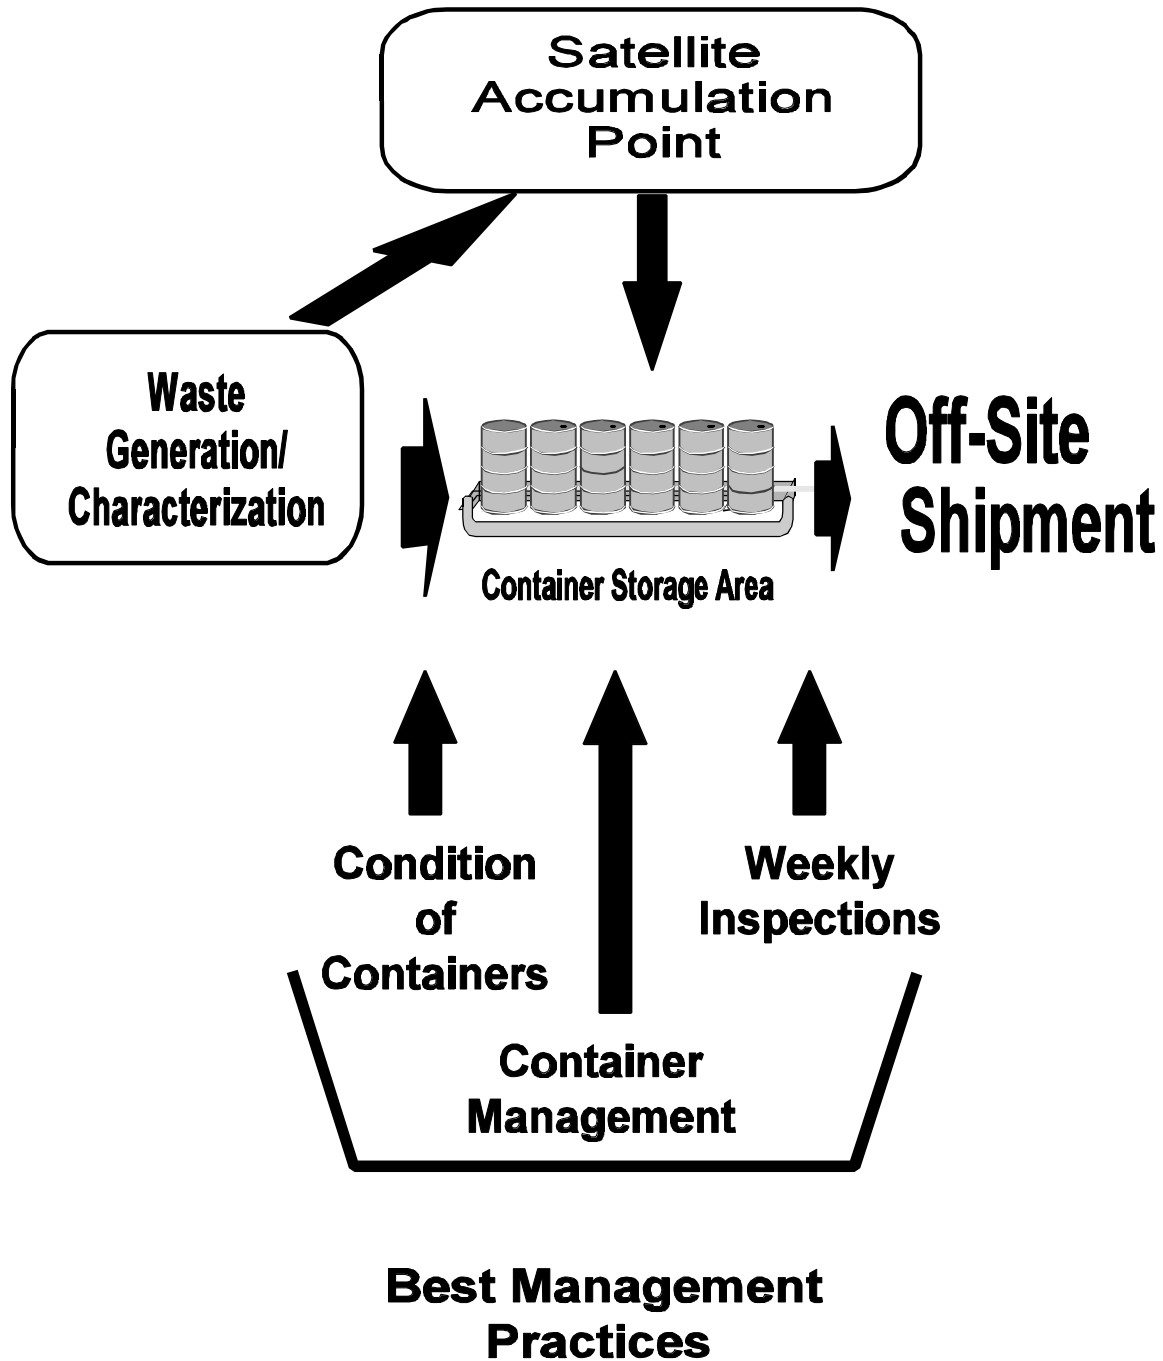 Satellite
Accumulation
Point
Waste
Generation/
Characterization
Off-Site
Shipment
Container Storage Area
Condition
of
Containers
Weekly
Inspections
Container
Management
Best Management
Practices